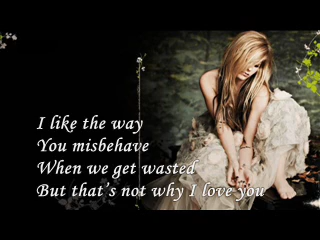 I like the way
You misbehave
When we get wasted
But that's not why I love you